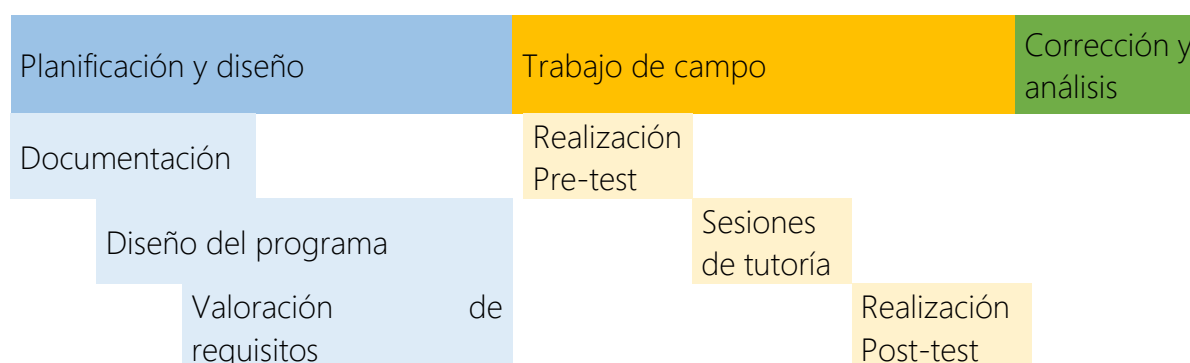 Planificación y diseño
Trabajo de campo
Corrección y
análisis
Documentación
Realización
Pre-test
Diseño del programa
Sesiones
de tutoría
Valoración de
requisitos
Realización
Post-test